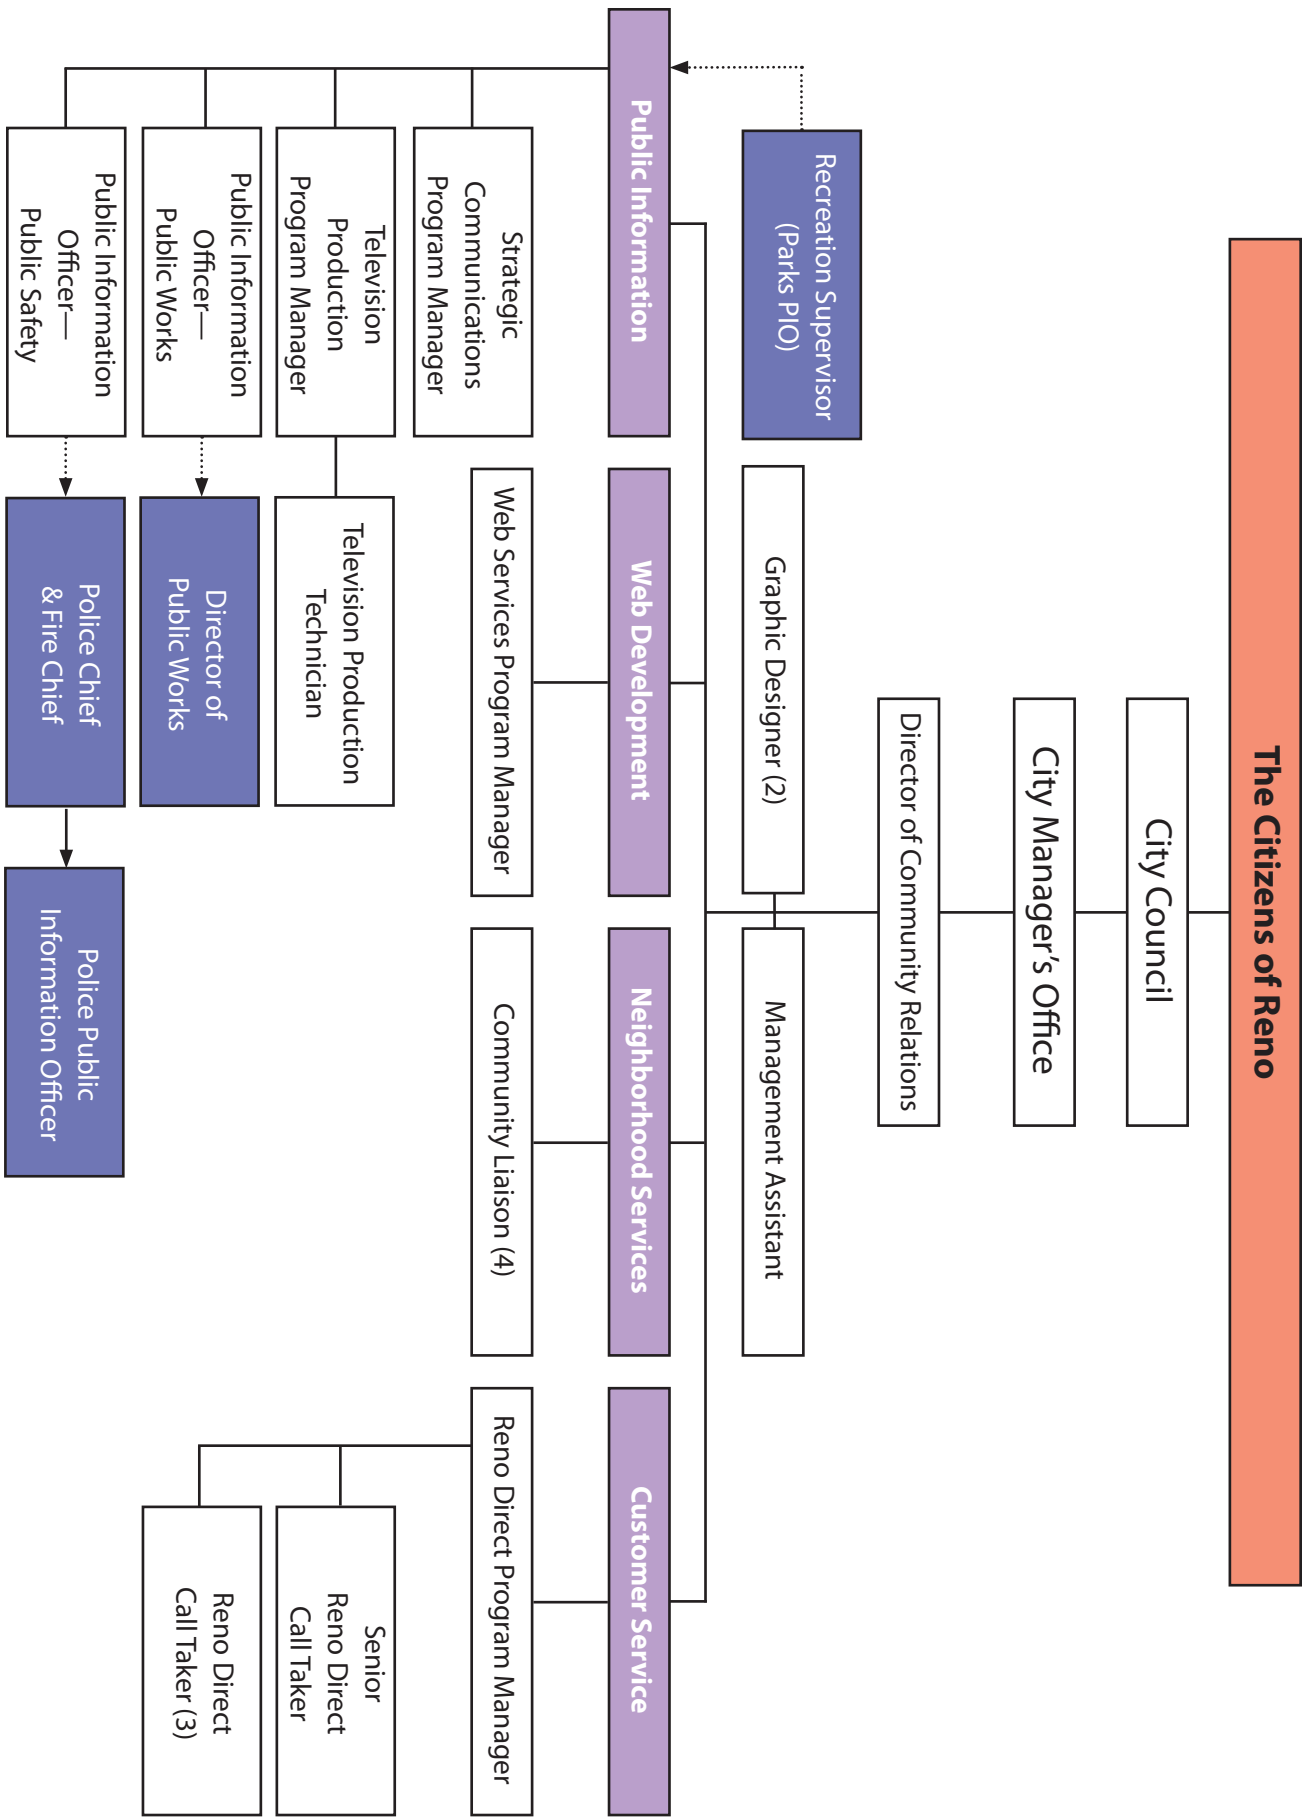 The Citizens of Reno
City Council
City Manager’s Office
Director of Community Relations
Recreation Supervisor
(Parks PIO)
Graphic Designer (2)
Management Assistant
Public Information
Web Development
Neighborhood Services
Customer Service
Strategic
Communications
Program Manager
Web Services Program Manager
Community Liaison (4)
Reno Direct Program Manager
Television
Production
Program Manager
Television Production
Technician
Senior
Reno Direct
Call Taker
Public Information
Officer—
Public Works
Director of
Public Works
Reno Direct
Call Taker (3)
Public Information
Officer—
Public Safety
Police Chief
& Fire Chief
Police Public
Information Officer